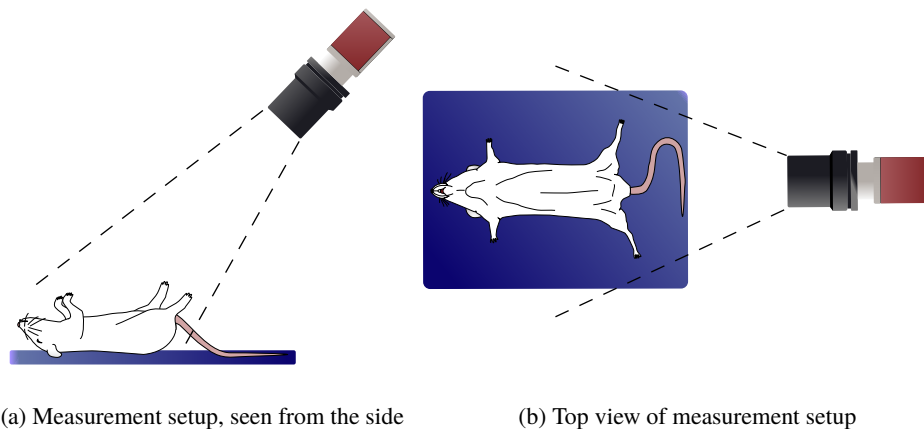 (a) Measurement setup, seen from the side
(b) Top view of measurement setup